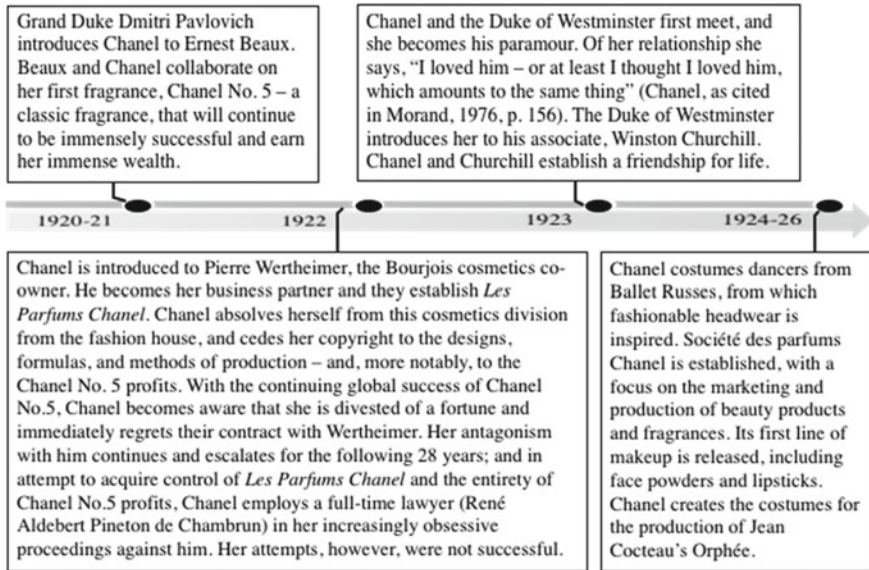 Grand Duke Dmitri Pavlovich
introduces Chanel to Ernest Beaux.
Beaux and Chanel collaborate on
her first fragrance, Chanel No. 5 – a
classic fragrance, that will continue
to be immensely successful and earn
her immense wealth.
Chanel and the Duke of Westminster first meet, and
she becomes his paramour. Of her relationship she
says, “I loved him – or at least I thought I loved him,
which amounts to the same thing” (Chanel, as cited
in Morand, 1976, p. 156). The Duke of Westminster
introduces her to his associate, Winston Churchill.
Chanel and Churchill establish a friendship for life.
1920-21
1922
1923
1924-26
Chanel is introduced to Pierre Wertheimer, the Bourjois cosmetics co-
owner. He becomes her business partner and they establish Les
Parfums Chanel. Chanel absolves herself from this cosmetics division
from the fashion house, and cedes her copyright to the designs,
formulas, and methods of production – and, more notably, to the
Chanel No. 5 profits. With the continuing global success of Chanel
No.5, Chanel becomes aware that she is divested of a fortune and
immediately regrets their contract with Wertheimer. Her antagonism
with him continues and escalates for the following 28 years; and in
attempt to acquire control of Les Parfums Chanel and the entirety of
Chanel No.5 profits, Chanel employs a full-time lawyer (René
Aldebert Pineton de Chambrun) in her increasingly obsessive
proceedings against him. Her attempts, however, were not successful.
Chanel costumes dancers from
Ballet Russes, from which
fashionable headwear is
inspired. Société des parfums
Chanel is established, with a
focus on the marketing and
production of beauty products
and fragrances. Its first line of
makeup is released, including
face powders and lipsticks.
Chanel creates the costumes for
the production of Jean
Cocteau’s Orphée.